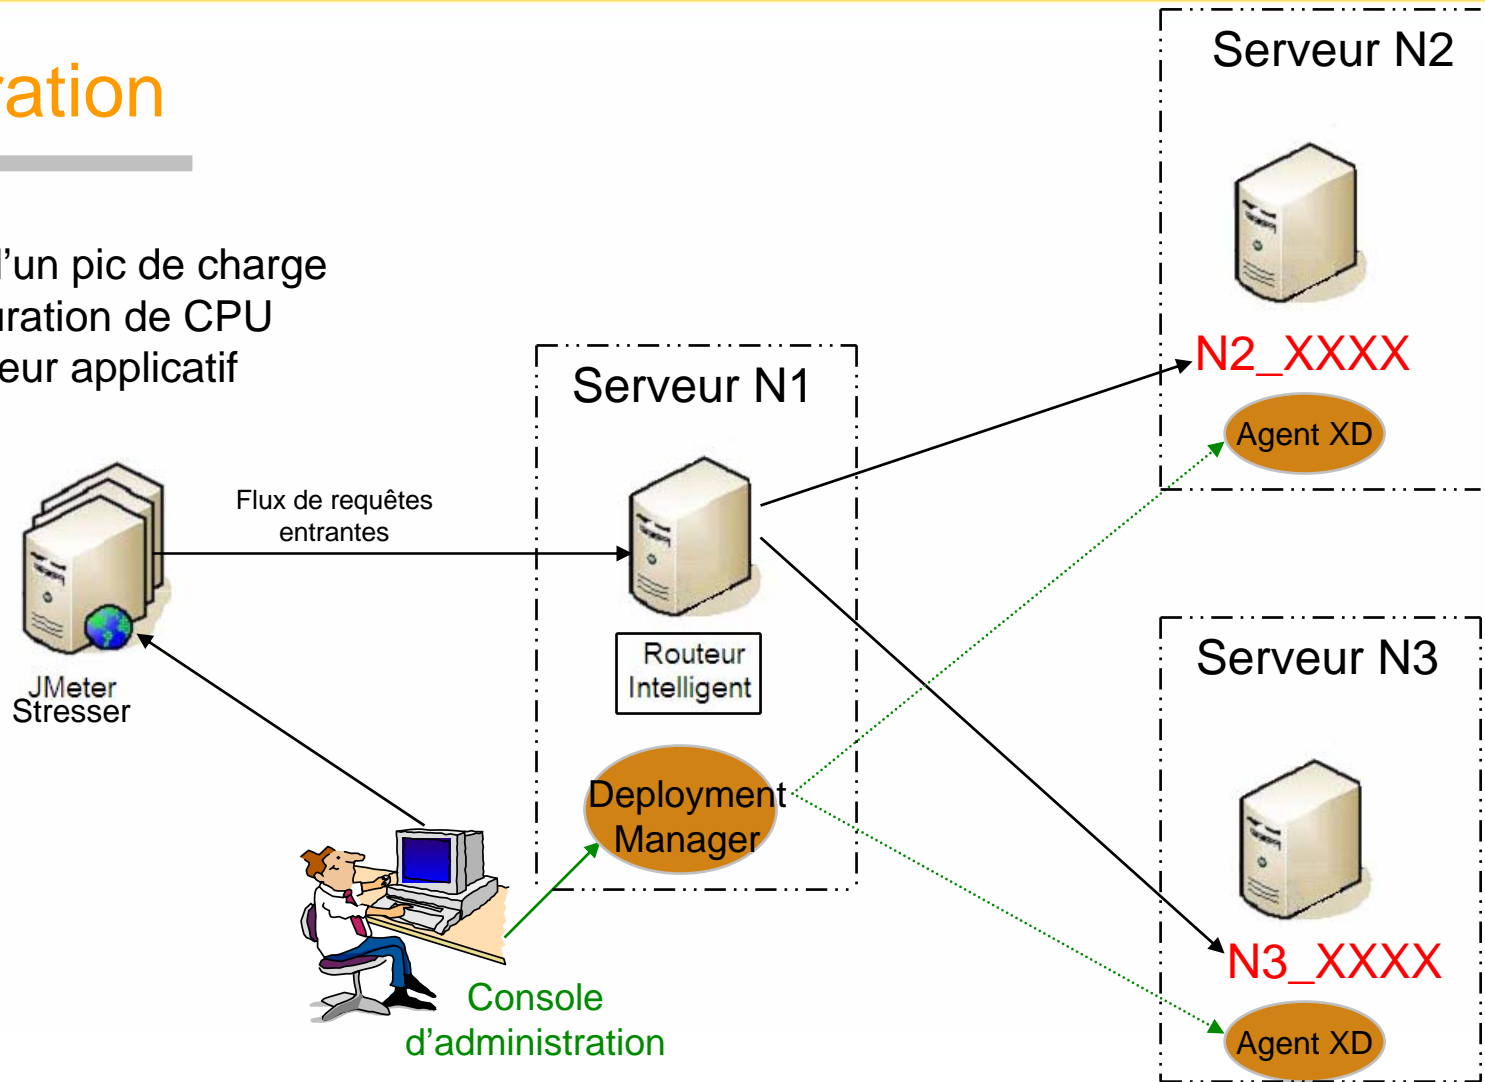 ration
l’un pic de charge
uration de CPU
eur applicatif
Serveur N2
N2_XXXX
Agent XD
Serveur N1
Flux de requêtes
entrantes
JMeter
Stresser
Routeur
Intelligent
Deployment
Manager
Console
d’administration
Serveur N3
N3_XXXX
Agent XD